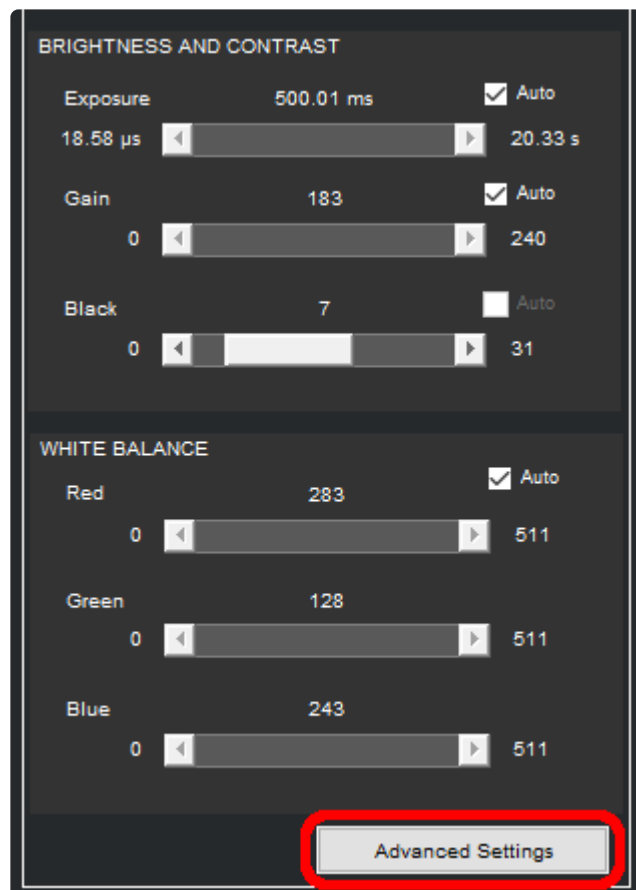 BRIGHTNESS AND CONTRAST
Exposure 500.01 ms Auto
18.58 µs 20.33 s
Gain 183 Auto
0 240
Black 7 Auto
0 31
WHITE BALANCE
Auto
Red 283
0 511
Green 128
0 511
Blue 243
0 511
Advanced Settings